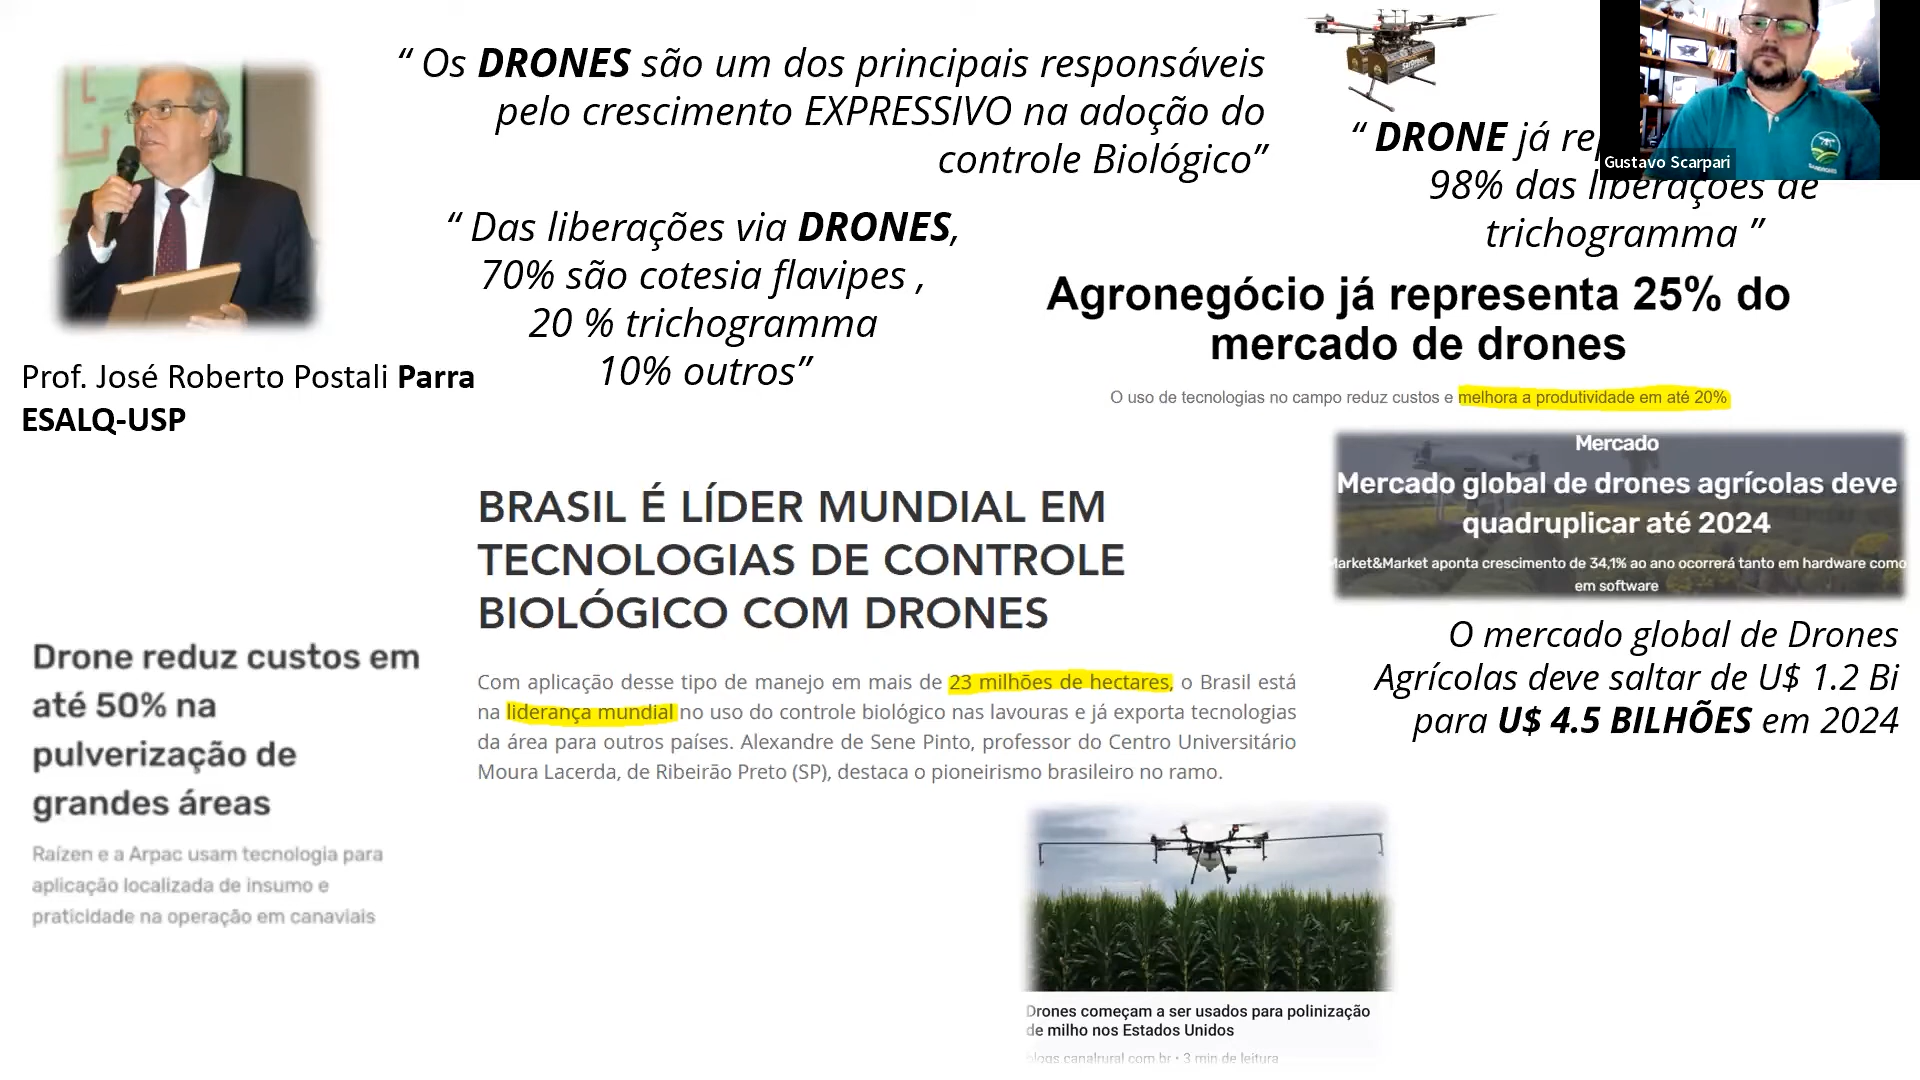 “ Os DRONES são um dos principais responsáveis
pelo crescimento EXPRESSIVO na adoção do
controle Biológico”
“ DRONE já
98% das liberações de
trichogramma ”
Gustavo Scarpari
“ Das liberações via DRONES,
70% são cotesia flavipes ,
20 % trichogramma
10% outros”
Prof. José Roberto Postali Parra
ESALQ-USP
Agronegócio já representa 25% do
mercado de drones
O uso de tecnologias no campo reduz custos e melhora a produtividade em até 20%
Mercado
Mercado global de drones agrícolas deve
quadruplicar até 2024
Market&Market aponta crescimento de 34,1% ao ano ocorrerá tanto em hardware como
em software
O mercado global de Drones
Agrícolas deve saltar de U$ 1.2 Bi
para U$ 4.5 BILHÕES em 2024
BRASIL É LÍDER MUNDIAL EM
TECNOLOGIAS DE CONTROLE
BIOLÓGICO COM DRONES
Com aplicação desse tipo de manejo em mais de 23 milhões de hectares, o Brasil está
na liderança mundial no uso do controle biológico nas lavouras e já exporta tecnologias
da área para outros países. Alexandre de Sene Pinto, professor do Centro Universitário
Moura Lacerda, de Ribeirão Preto (SP), destaca o pioneirismo brasileiro no ramo.
Drone reduz custos em
até 50% na
pulverização de
grandes áreas
Raízen e a Arpac usam tecnologia para
aplicação localizada de insumo e
praticidade na operação em canaviais
Drones começam a ser usados para polinização
de milho nos Estados Unidos
blogs.canalrural.com.br • 3 min de leitura